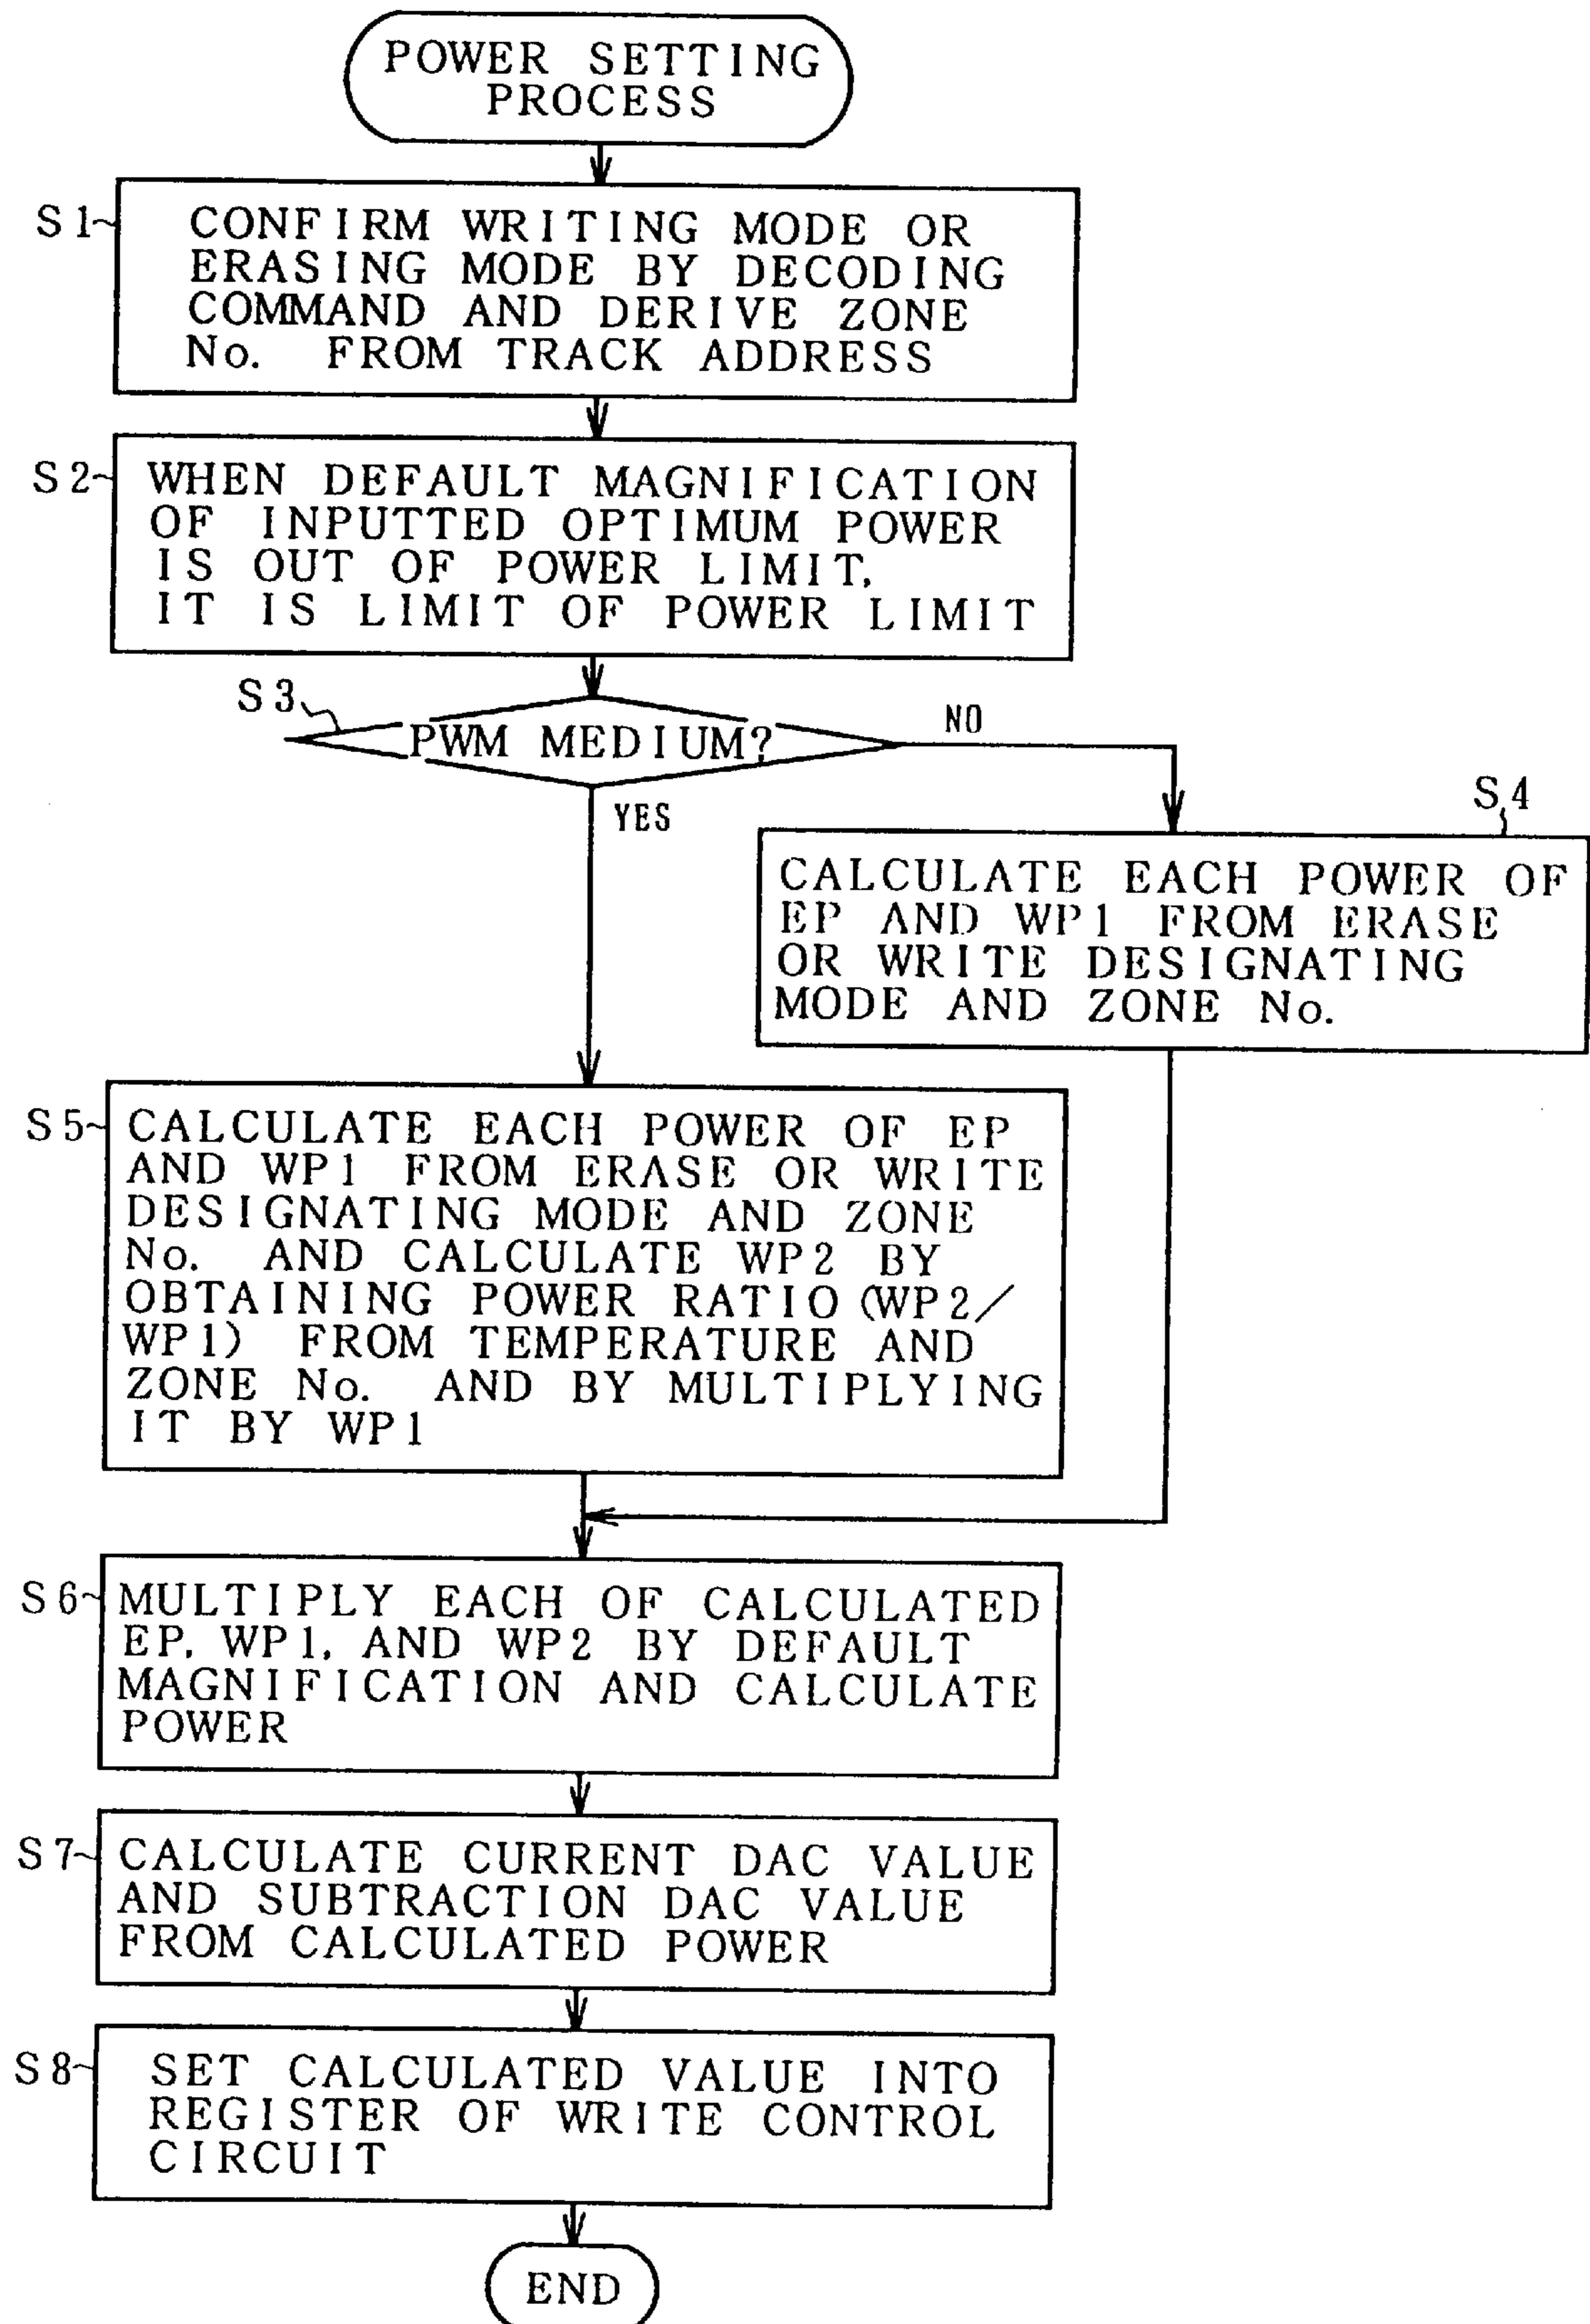 POWER SETTING
PROCESS
S1
CONFIRM WRITING MODE OR
ERASING MODE BY DECODING
COMMAND AND DERIVE ZONE
No. FROM TRACK ADDRESS
S2
WHEN DEFAULT MAGNIFICATION
OF INPUTTED OPTIMUM POWER
IS OUT OF POWER LIMIT,
IT IS LIMIT OF POWER LIMIT
S3
PWM MEDIUM?
NO
YES
S4
CALCULATE EACH POWER OF
EP AND WP1 FROM ERASE
OR WRITE DESIGNATING
MODE AND ZONE No.
S5
CALCULATE EACH POWER OF EP
AND WP1 FROM ERASE OR WRITE
DESIGNATING MODE AND ZONE
No. AND CALCULATE WP2 BY
OBTAINING POWER RATIO (WP2/
WP1) FROM TEMPERATURE AND
ZONE No. AND BY MULTIPLYING
IT BY WP1
S6
MULTIPLY EACH OF CALCULATED
EP, WP1, AND WP2 BY DEFAULT
MAGNIFICATION AND CALCULATE
POWER
S7
CALCULATE CURRENT DAC VALUE
AND SUBTRACTION DAC VALUE
FROM CALCULATED POWER
S8
SET CALCULATED VALUE INTO
REGISTER OF WRITE CONTROL
CIRCUIT
END